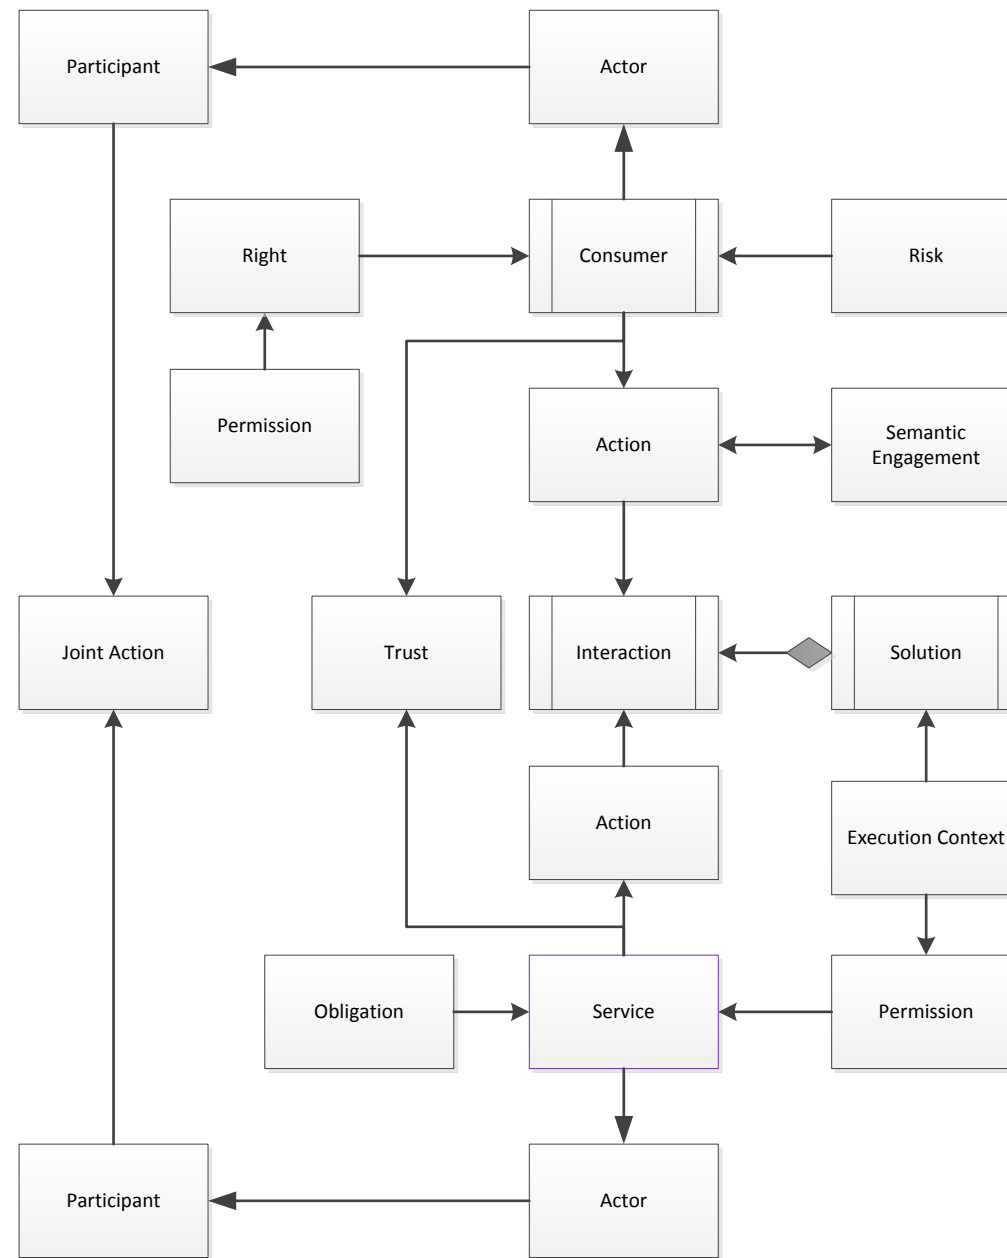 Participant
Actor
Right
Consumer
Risk
Permission
Action
Semantic
Engagement
Joint Action
Trust
Interaction
Solution
Action
Execution Context
Obligation
Service
Permission
Participant
Actor